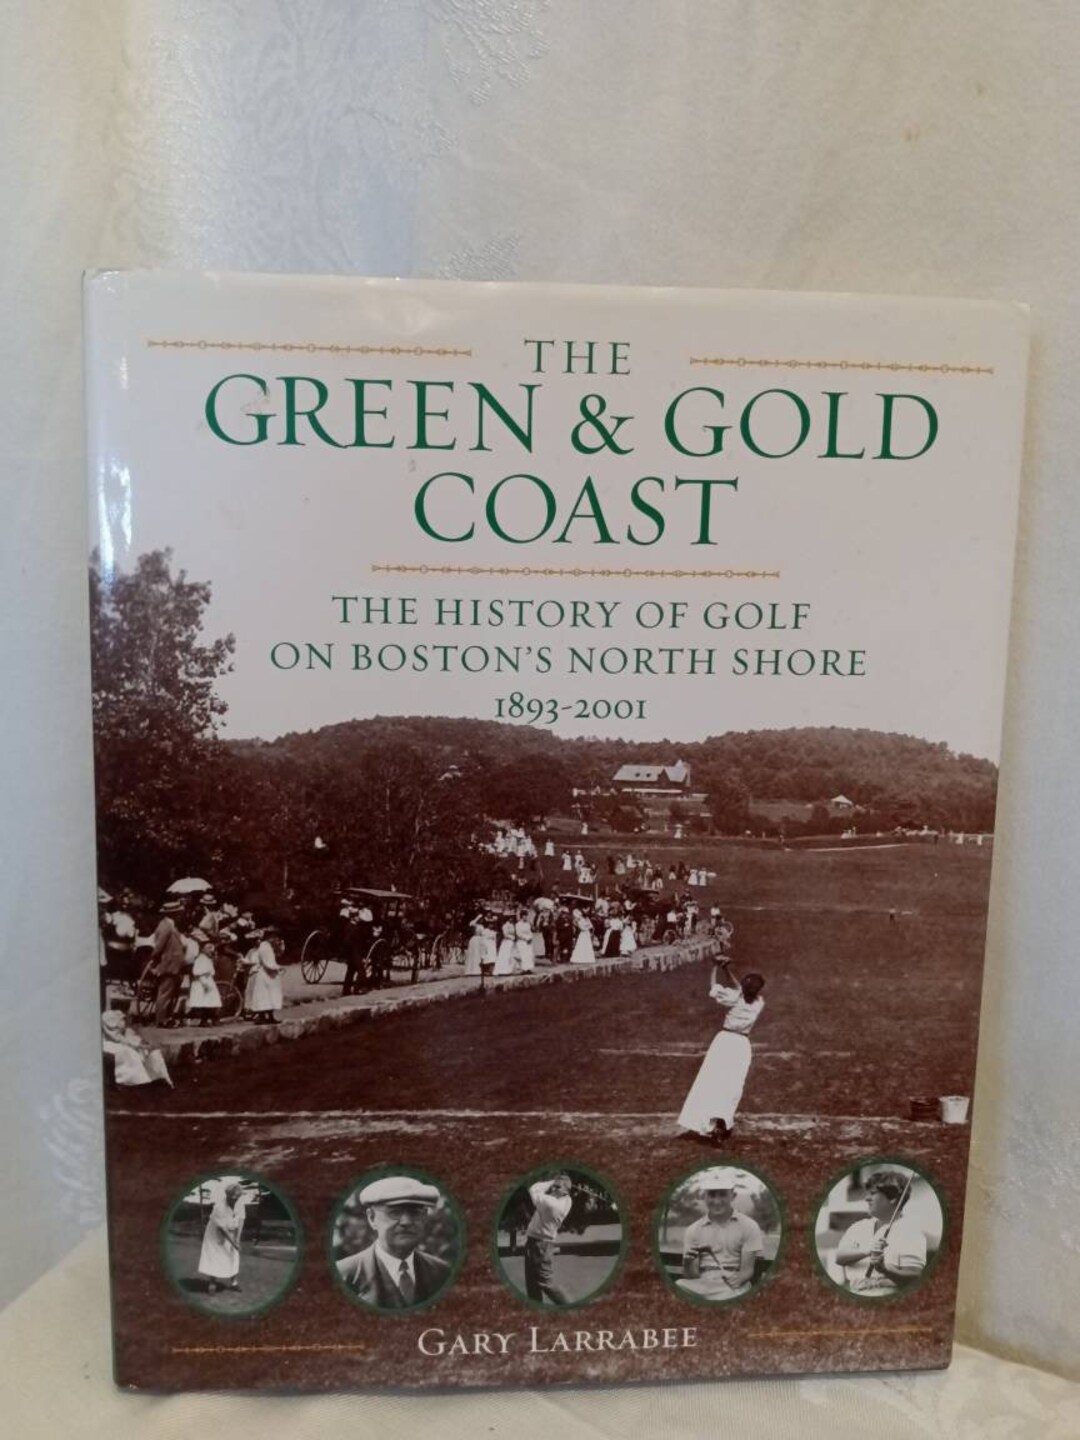 THE
GREEN & GOLD
COAST
THE HISTORY OF GOLF
ON BOSTON'S NORTH SHORE
1893-2001
GARY LARRABEE